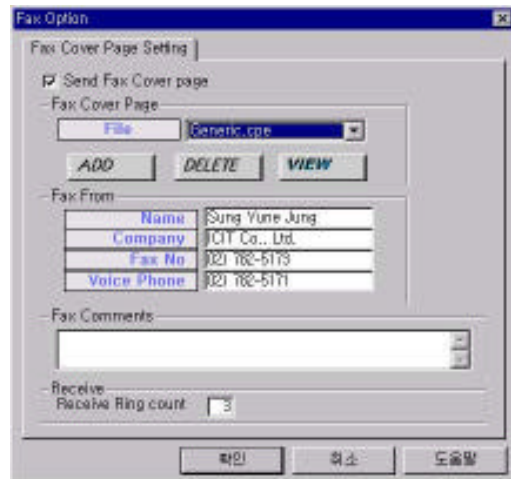 Fax Option
Fax Cover Page Setting
Send Fax Cover page
Fax Cover Page
File Generic.cpe
ADD DELETE VIEW
Fax From
Name Sung Yune Jung
Company ICIT Co., Ltd.
Fax No (02) 782-5173
Voice Phone (02) 782-5171
Fax Comments
Receive
Receive Ring count 3
확인 취소 도움말